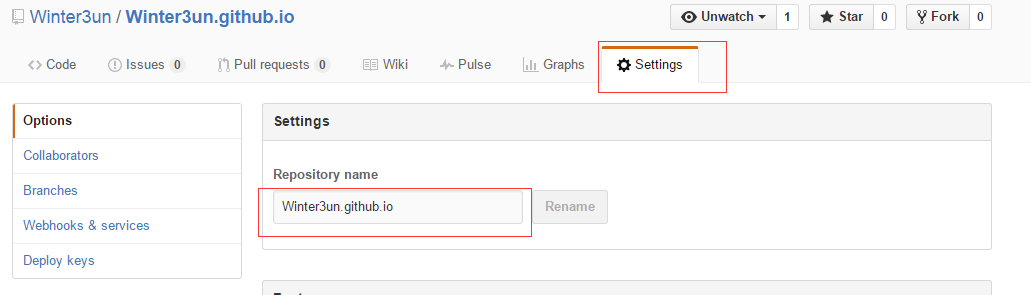 Winter3un / Winter3un.github.io
Unwatch 1 Star 0 Fork 0
Code Issues 0 Pull requests 0 Wiki Pulse Graphs Settings
Options
Collaborators
Branches
Webhooks & services
Deploy keys
Settings
Repository name
Winter3un.github.io Rename